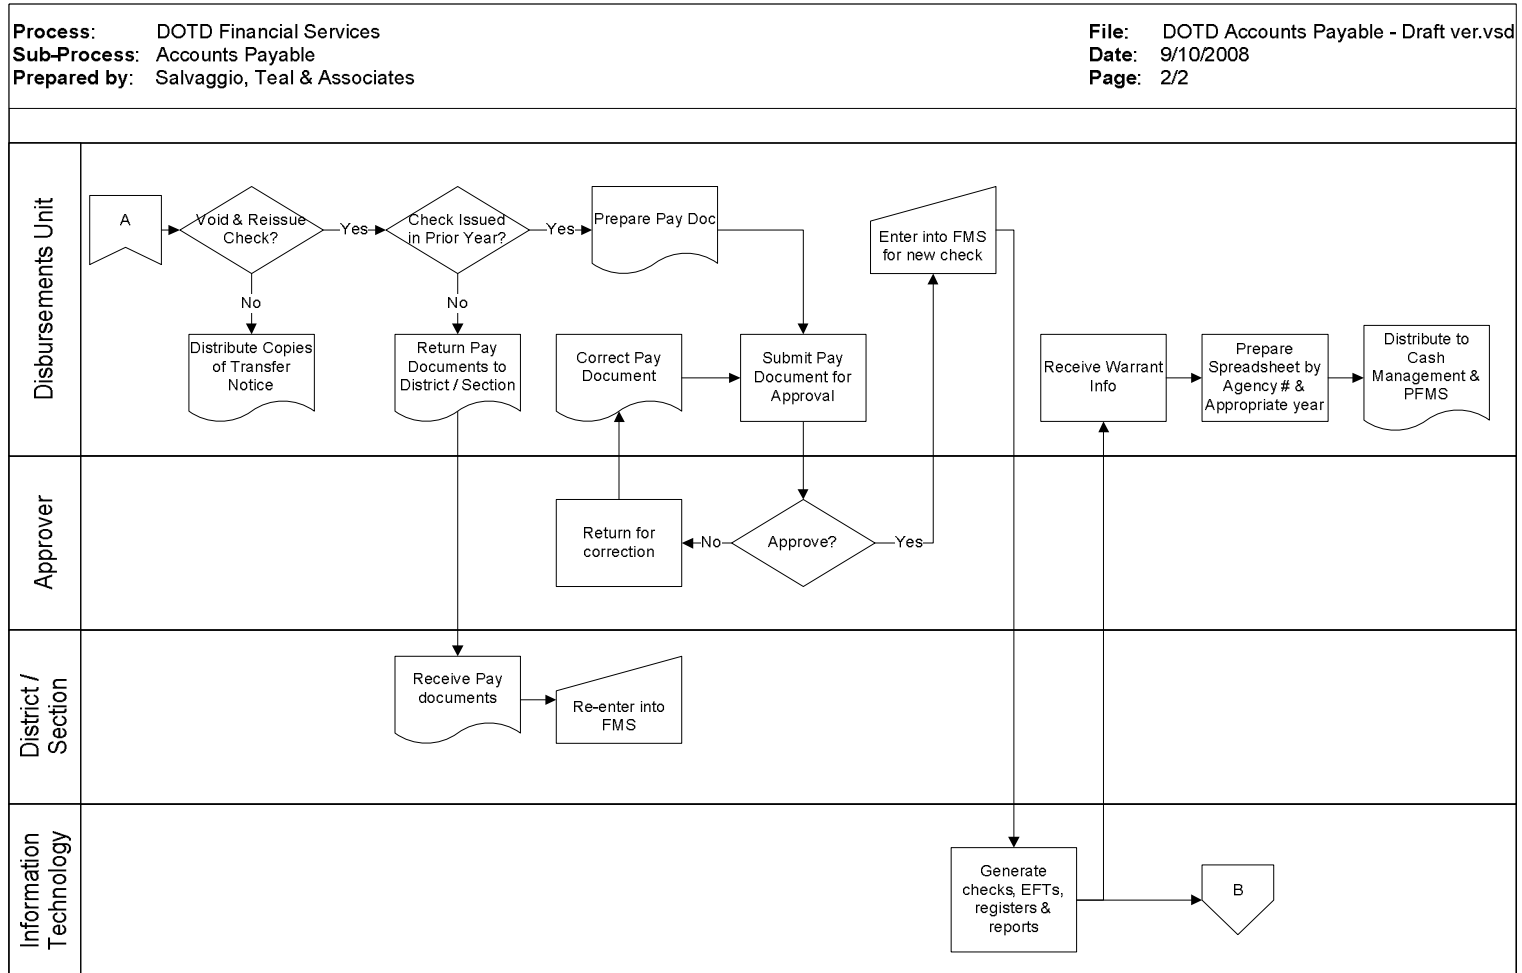 Process: DOTD Financial Services
Sub-Process: Accounts Payable
Prepared by: Salvaggio, Teal & Associates
File: DOTD Accounts Payable - Draft ver.vsd
Date: 9/10/2008
Page: 2/2
Disbursements Unit
A
Void & Reissue
Check?
Yes
Check Issued
in Prior Year?
Yes
Prepare Pay Doc
Enter into FMS
for new check
No
No
Distribute Copies
of Transfer
Notice
Return Pay
Documents to
District / Section
Correct Pay
Document
Submit Pay
Document for
Approval
Receive Warrant
Info
Prepare
Spreadsheet by
Agency # &
Appropriate year
Distribute to
Cash
Management &
PFMS
Approver
Return for
correction
No
Approve?
Yes
District /
Section
Receive Pay
documents
Re-enter into
FMS
Information
Technology
Generate
checks, EFTs,
registers &
reports
B